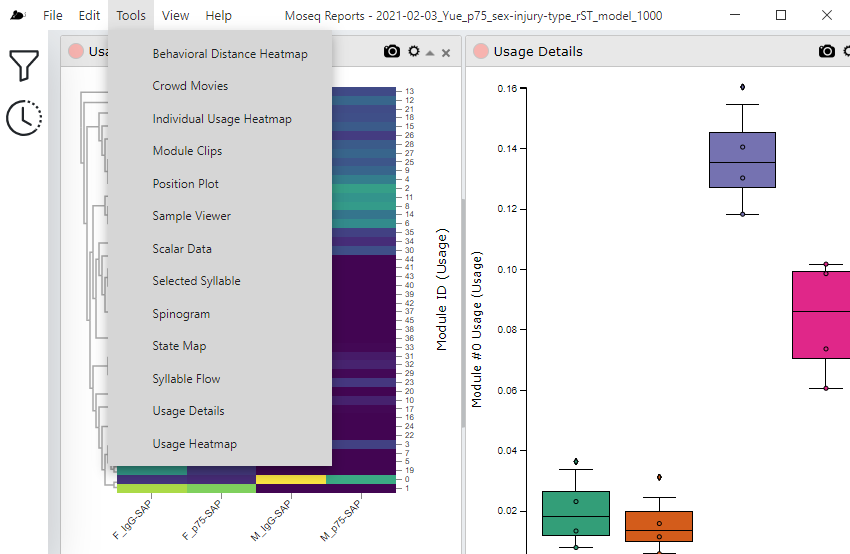 File Edit Tools View Help Moseq Reports - 2021-02-03_Yue_p75_sex-injury-type_rST_model_1000
Usa
Usage Details
Behavioral Distance Heatmap
Crowd Movies
Individual Usage Heatmap
Module Clips
Position Plot
Sample Viewer
Scalar Data
Selected Syllable
Spinogram
State Map
Syllable Flow
Usage Details
Usage Heatmap
13
12
21
18
15
26
28
27
25
9
4
2
11
8
14
6
35
34
30
44
41
43
40
39
42
37
45
38
36
33
31
32
29
23
20
10
17
16
24
22
3
7
5
19
0
1
Module ID (Usage)
F_IgG-SAP
F_p75-SAP
M_IgG-SAP
M_p75-SAP
Module #0 Usage (Usage)
0.16
0.14
0.12
0.10
0.08
0.06
0.04
0.02